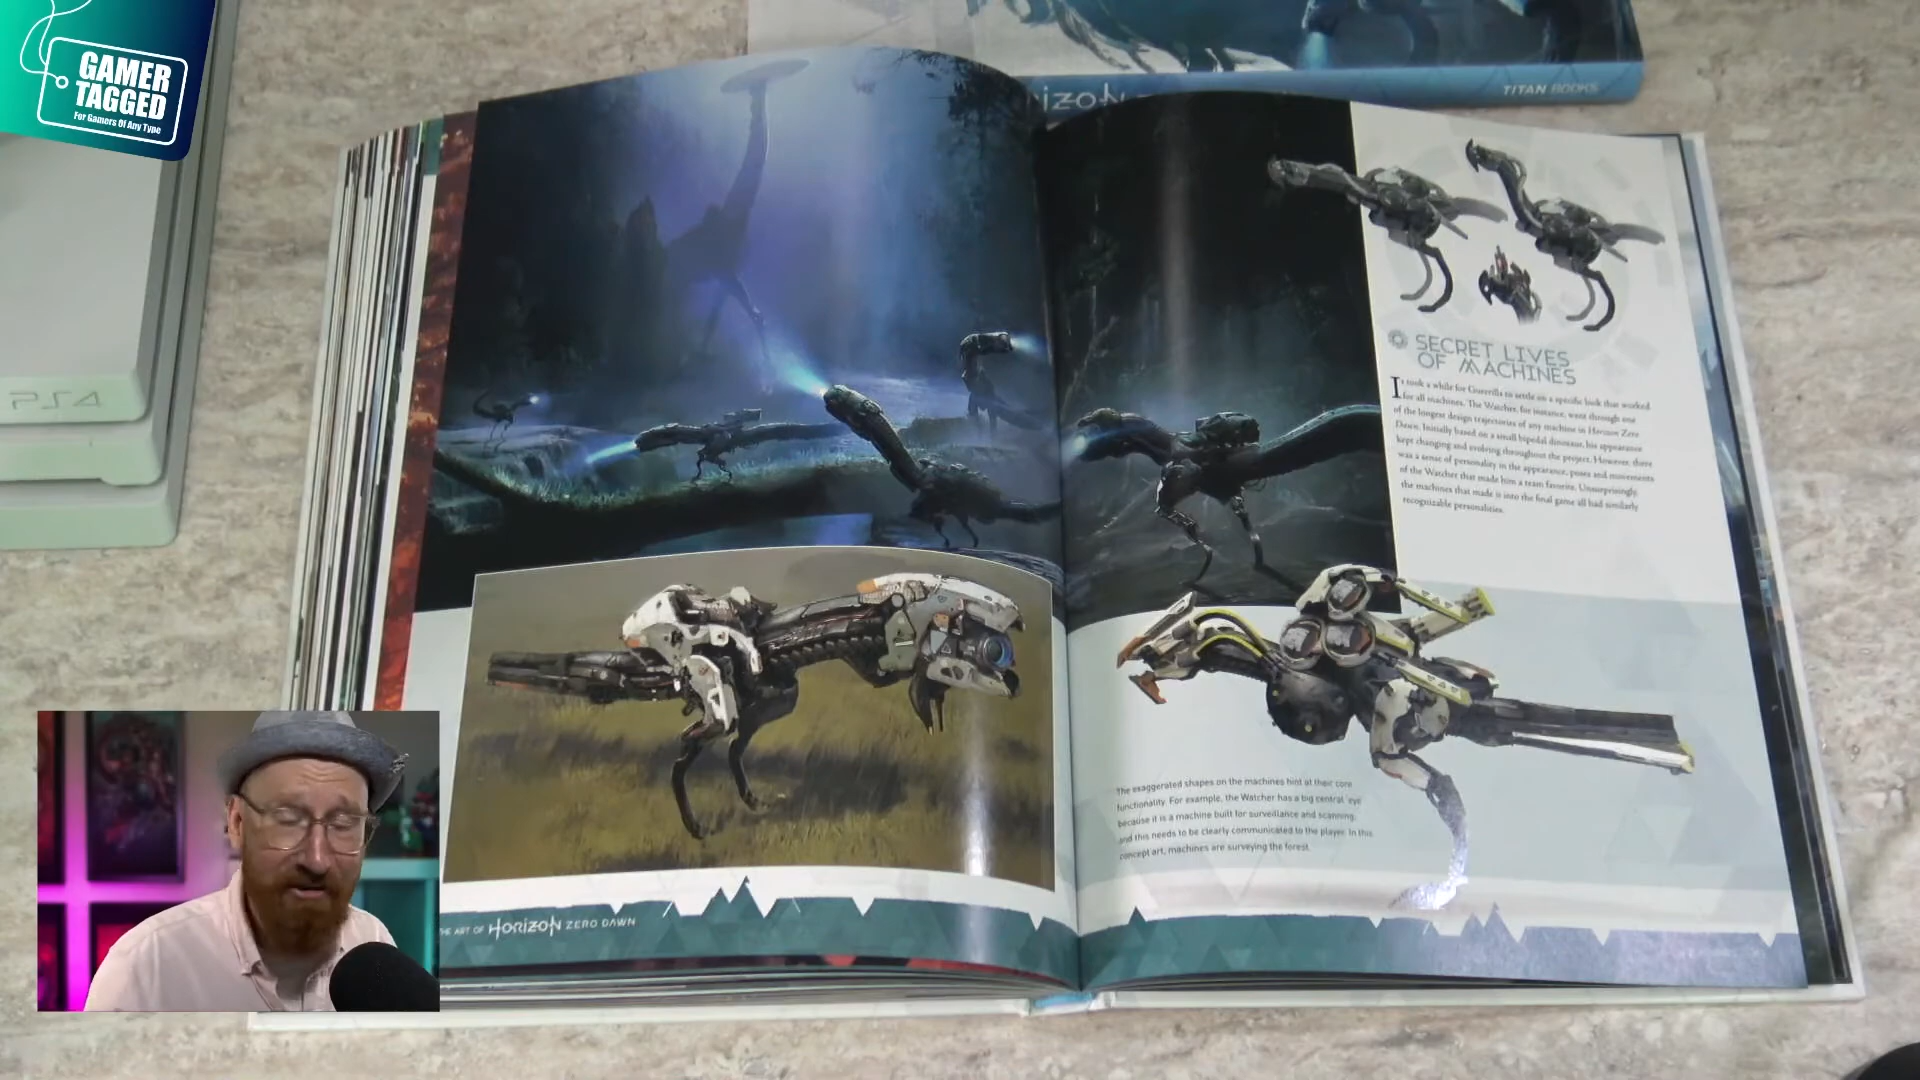 GAMER
TAGGED
For Gamers Of Any Type
TITAN BOOKS
PS4
SECRET LIVES
OF MACHINES
It took a while for Guerrilla to settle on a specific look that worked
for all machines. The Watcher, for instance, went through one
of the longest design trajectories of any machine in Horizon Zero
Dawn. Initially based on a small bipedal dinosaur, his appearance
kept changing and evolving throughout the project. However, there
was a sense of personality in the appearance, poses and movements
of the Watcher that made him a team favorite. Unsurprisingly,
the machines that made it into the final game all had similarly
recognizable personalities.
The exaggerated shapes on the machines hint at their core
functionality. For example, the Watcher has a big central 'eye'
because it is a machine built for surveillance and scanning,
and this needs to be clearly communicated to the player. In this
concept art, machines are surveying the forest.
THE ART OF HORIZON ZERO DAWN